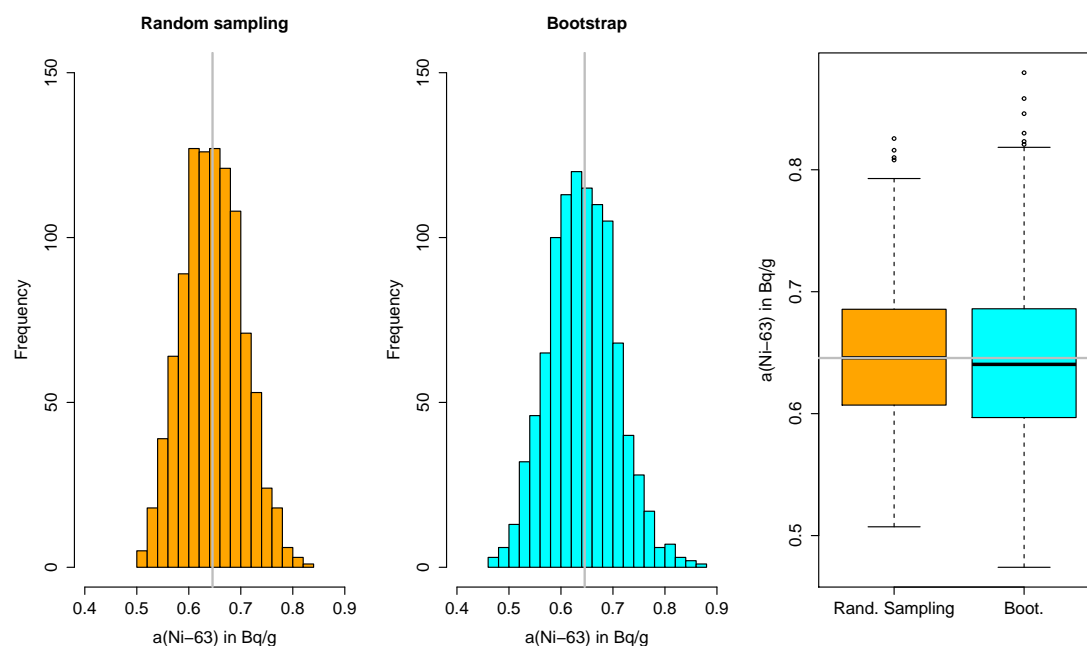 Random sampling
Frequency
0
50
100
150
0.4 0.5 0.6 0.7 0.8 0.9
a(Ni−63) in Bq/g
Bootstrap
Frequency
0
50
100
150
0.4 0.5 0.6 0.7 0.8 0.9
a(Ni−63) in Bq/g
a(Ni−63) in Bq/g
0.5
0.6
0.7
0.8
Rand. Sampling Boot.